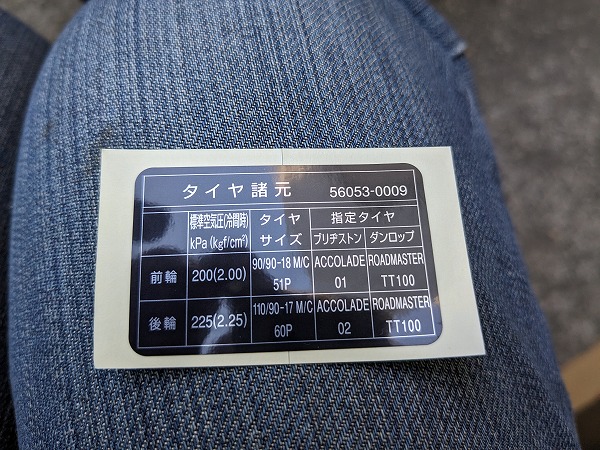 タイヤ諸元 56053-0009
標準空気圧(冷間時) kPa (kgf/cm²) タイヤサイズ 指定タイヤ
ブリヂストン ダンロップ
前輪 200(2.00) 90/90-18 M/C 51P ACCOLADE 01 ROADMASTER TT100
後輪 225(2.25) 110/90-17 M/C 60P ACCOLADE 02 ROADMASTER TT100